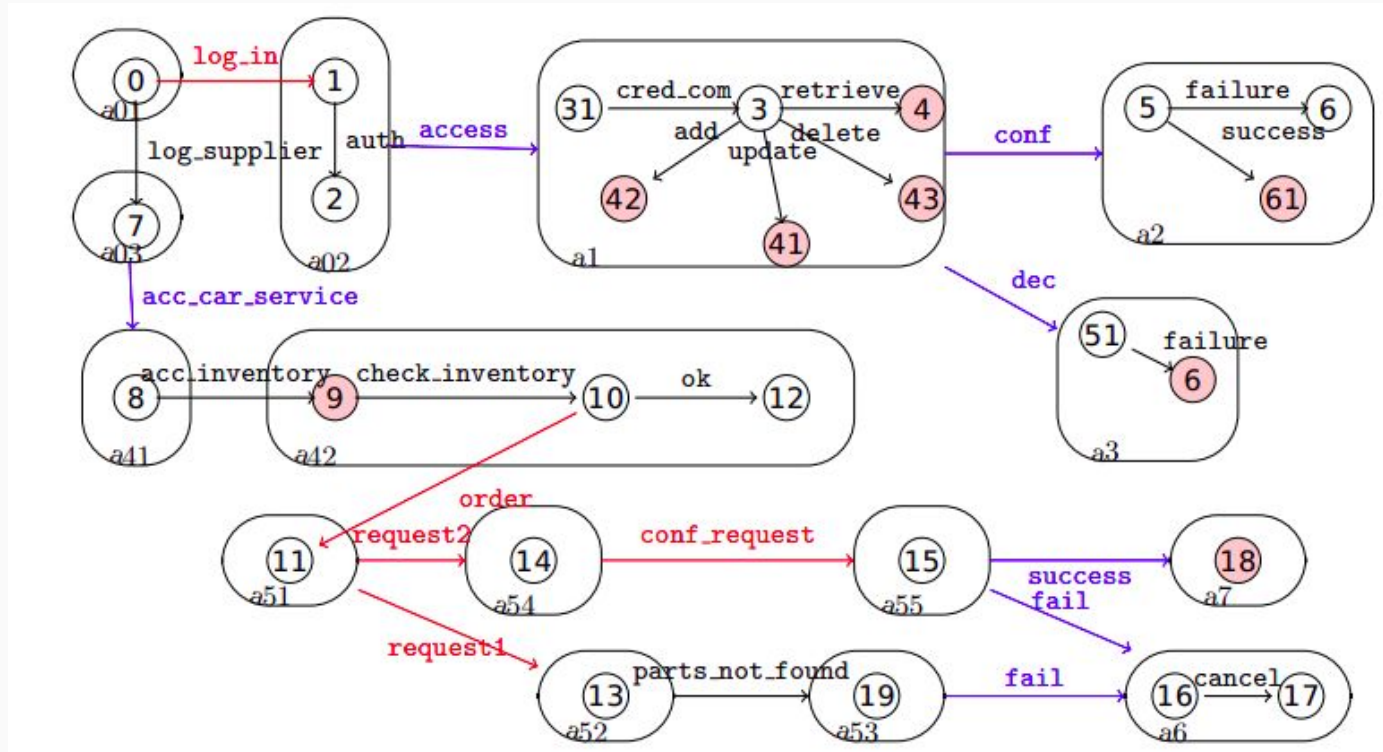 log_in
0
1
a01
31
cred_com
3
retrieve
4
5
failure
6
access
auth
add
delete
update
conf
success
log_supplier
2
42
43
61
7
a03
a02
41
a1
a2
dec
acc_car_service
51
failure
6
a3
8
acc_inventory
9
check_inventory
10
ok
12
a41
a42
order
request2
conf_request
11
14
15
18
a51
a54
a55
success
fail
a7
request1
13
parts_not_found
19
fail
16
cancel
17
a52
a53
a6